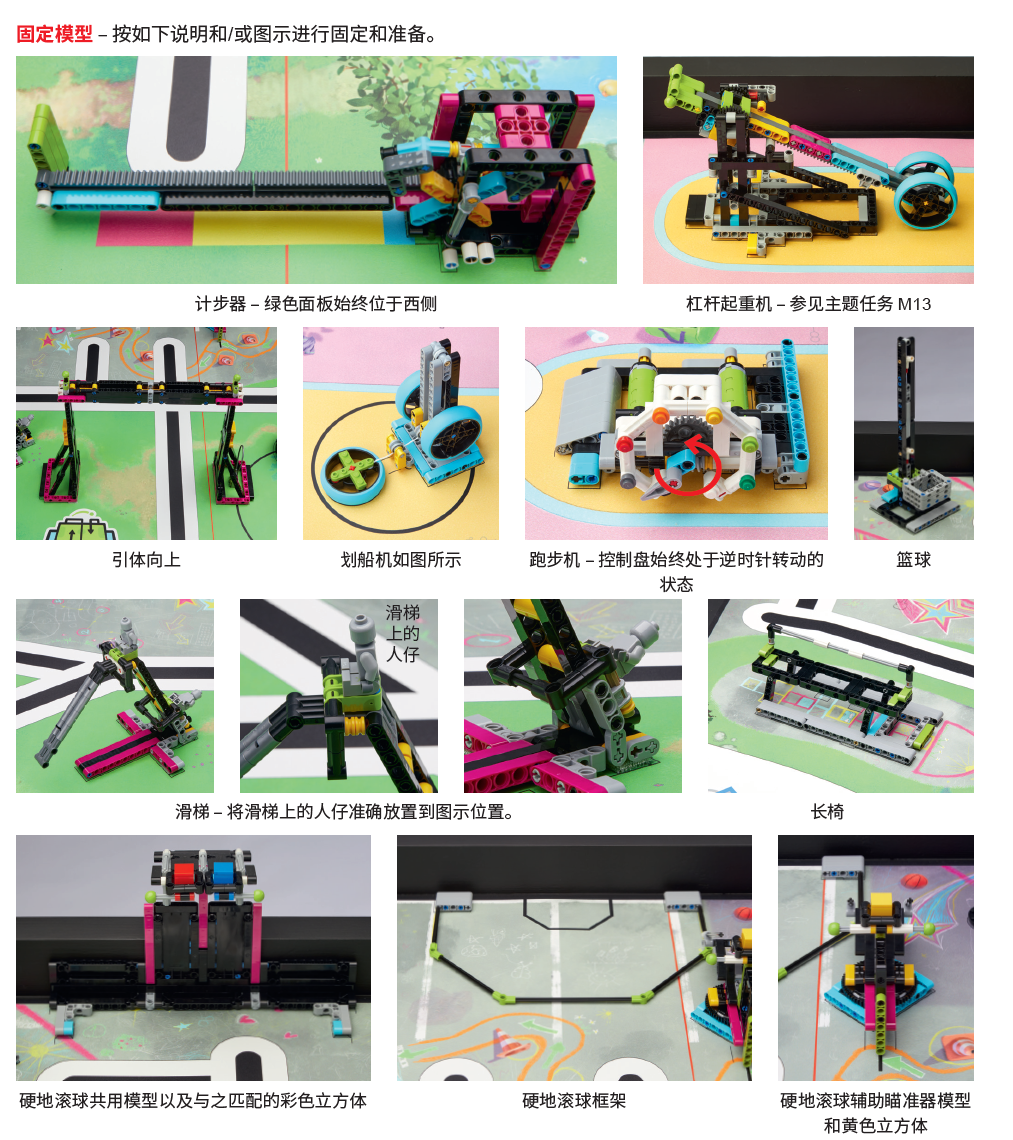 固定模型 – 按如下说明和/或图示进行固定和准备。
计步器 – 绿色面板始终位于西侧
杠杆起重机 – 参见主题任务 M13
引体向上
划船机如图所示
跑步机 – 控制盘始终处于逆时针转动的
状态
篮球
滑梯
上的
人仔
滑梯 – 将滑梯上的人仔准确放置到图示位置。
长椅
硬地滚球共用模型以及与之匹配的彩色立方体
硬地滚球框架
硬地滚球辅助瞄准器模型
和黄色立方体